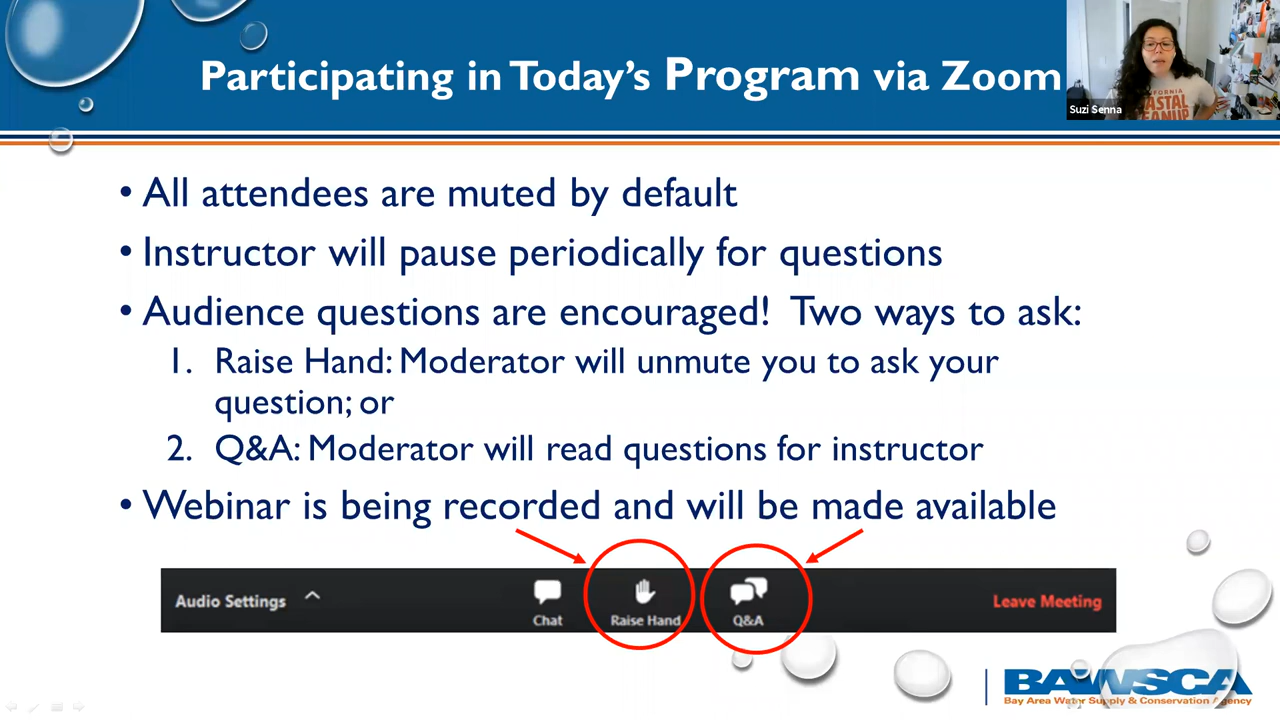 Participating in Today's Program via Zoom
Suzi Senna
• All attendees are muted by default
• Instructor will pause periodically for questions
• Audience questions are encouraged! Two ways to ask:
1. Raise Hand: Moderator will unmute you to ask your
question; or
2. Q&A: Moderator will read questions for instructor
• Webinar is being recorded and will be made available
Audio Settings
Chat
Raise Hand
Q&A
Leave Meeting
BAWSCA
Bay Area Water Supply & Conservation Agency